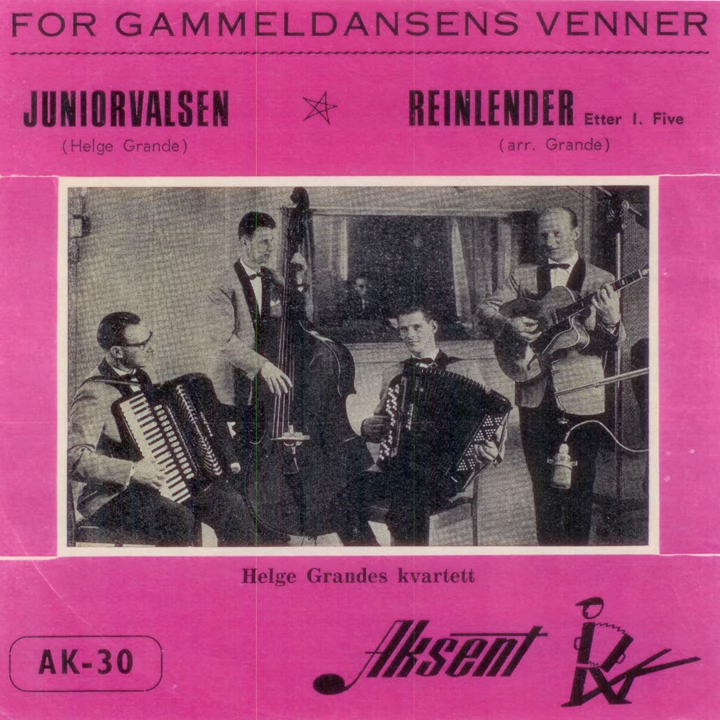 FOR GAMMELDANSENS VENNER
JUNIORVALSEN
(Helge Grande)
REINLENDER Etter I. Five
(arr. Grande)
Helge Grandes kvartett
AK-30
Aksent